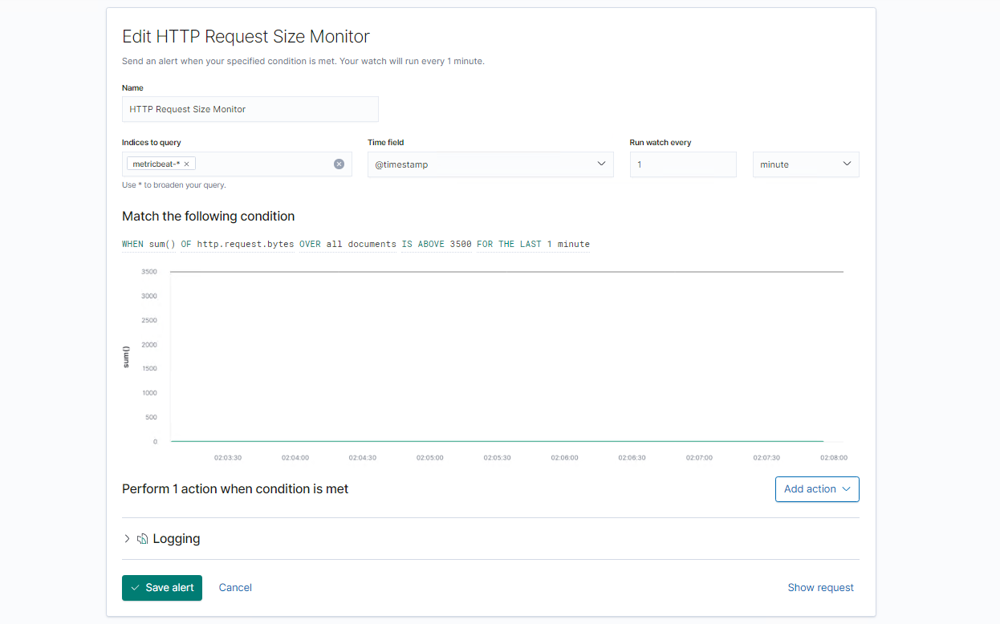 Edit HTTP Request Size Monitor
Send an alert when your specified condition is met. Your watch will run every 1 minute.
Name
HTTP Request Size Monitor
Indices to query
Time field
Run watch every
metricbeat-* ×
@timestamp
1
minute
Use * to broaden your query.
Match the following condition
WHEN sum() OF http.request.bytes OVER all documents IS ABOVE 3500 FOR THE LAST 1 minute
3500
3000
2500
2000
1500
1000
500
0
sum()
02:03:30 02:04:00 02:04:30 02:05:00 02:05:30 02:06:00 02:06:30 02:07:00 02:07:30 02:08:00
Perform 1 action when condition is met
Add action
Logging
Save alert
Cancel
Show request